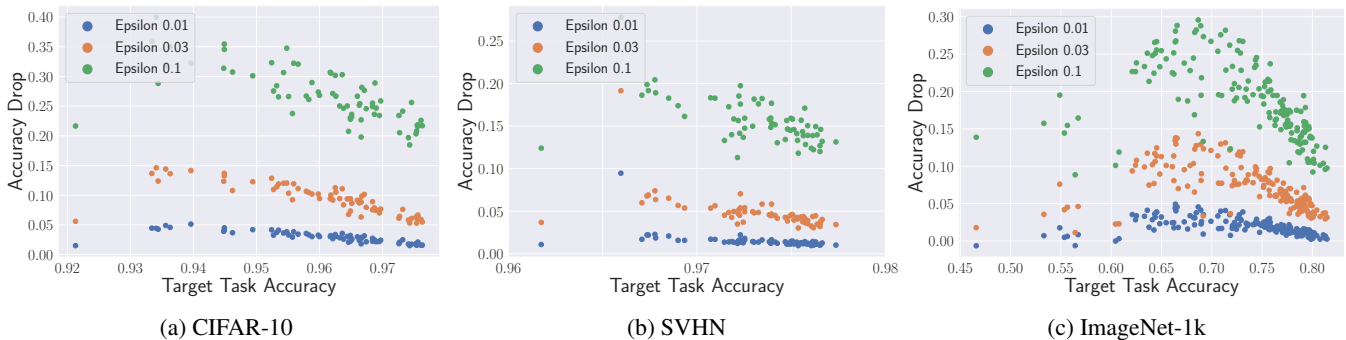 Epsilon 0.01
Epsilon 0.03
Epsilon 0.1
Accuracy Drop
0.40
0.35
0.30
0.25
0.20
0.15
0.10
0.05
0.00
0.92 0.93 0.94 0.95 0.96 0.97
Target Task Accuracy
(a) CIFAR-10
Epsilon 0.01
Epsilon 0.03
Epsilon 0.1
Accuracy Drop
0.25
0.20
0.15
0.10
0.05
0.00
0.96 0.97 0.98
Target Task Accuracy
(b) SVHN
Epsilon 0.01
Epsilon 0.03
Epsilon 0.1
Accuracy Drop
0.30
0.25
0.20
0.15
0.10
0.05
0.00
0.45 0.50 0.55 0.60 0.65 0.70 0.75 0.80
Target Task Accuracy
(c) ImageNet-1k